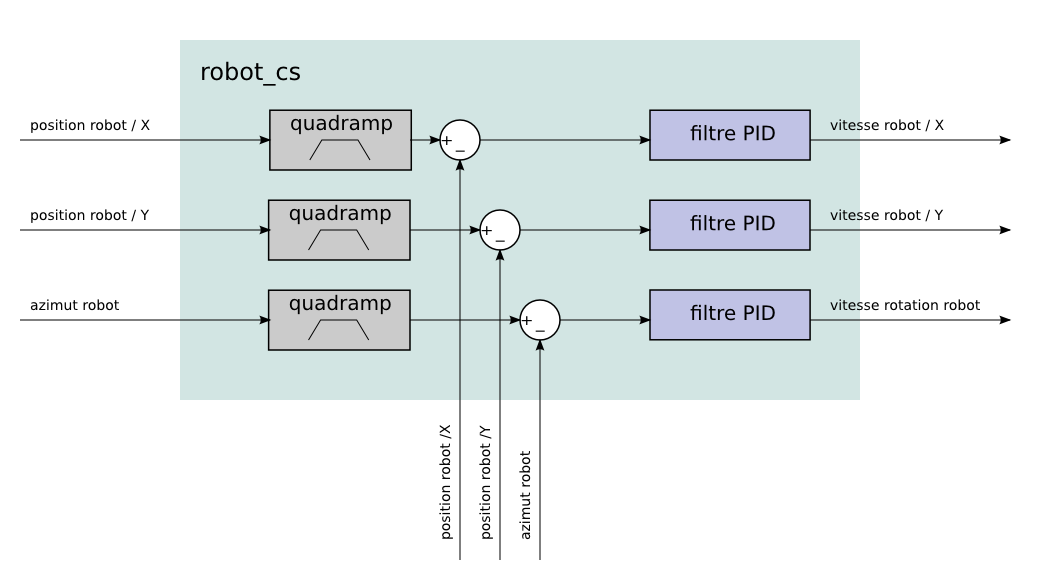 robot_cs
position robot / X
quadramp
+
_
filtre PID
vitesse robot / X
position robot / Y
quadramp
+
_
filtre PID
vitesse robot / Y
azimut robot
quadramp
+
_
filtre PID
vitesse rotation robot
position robot /X
position robot /Y
azimut robot